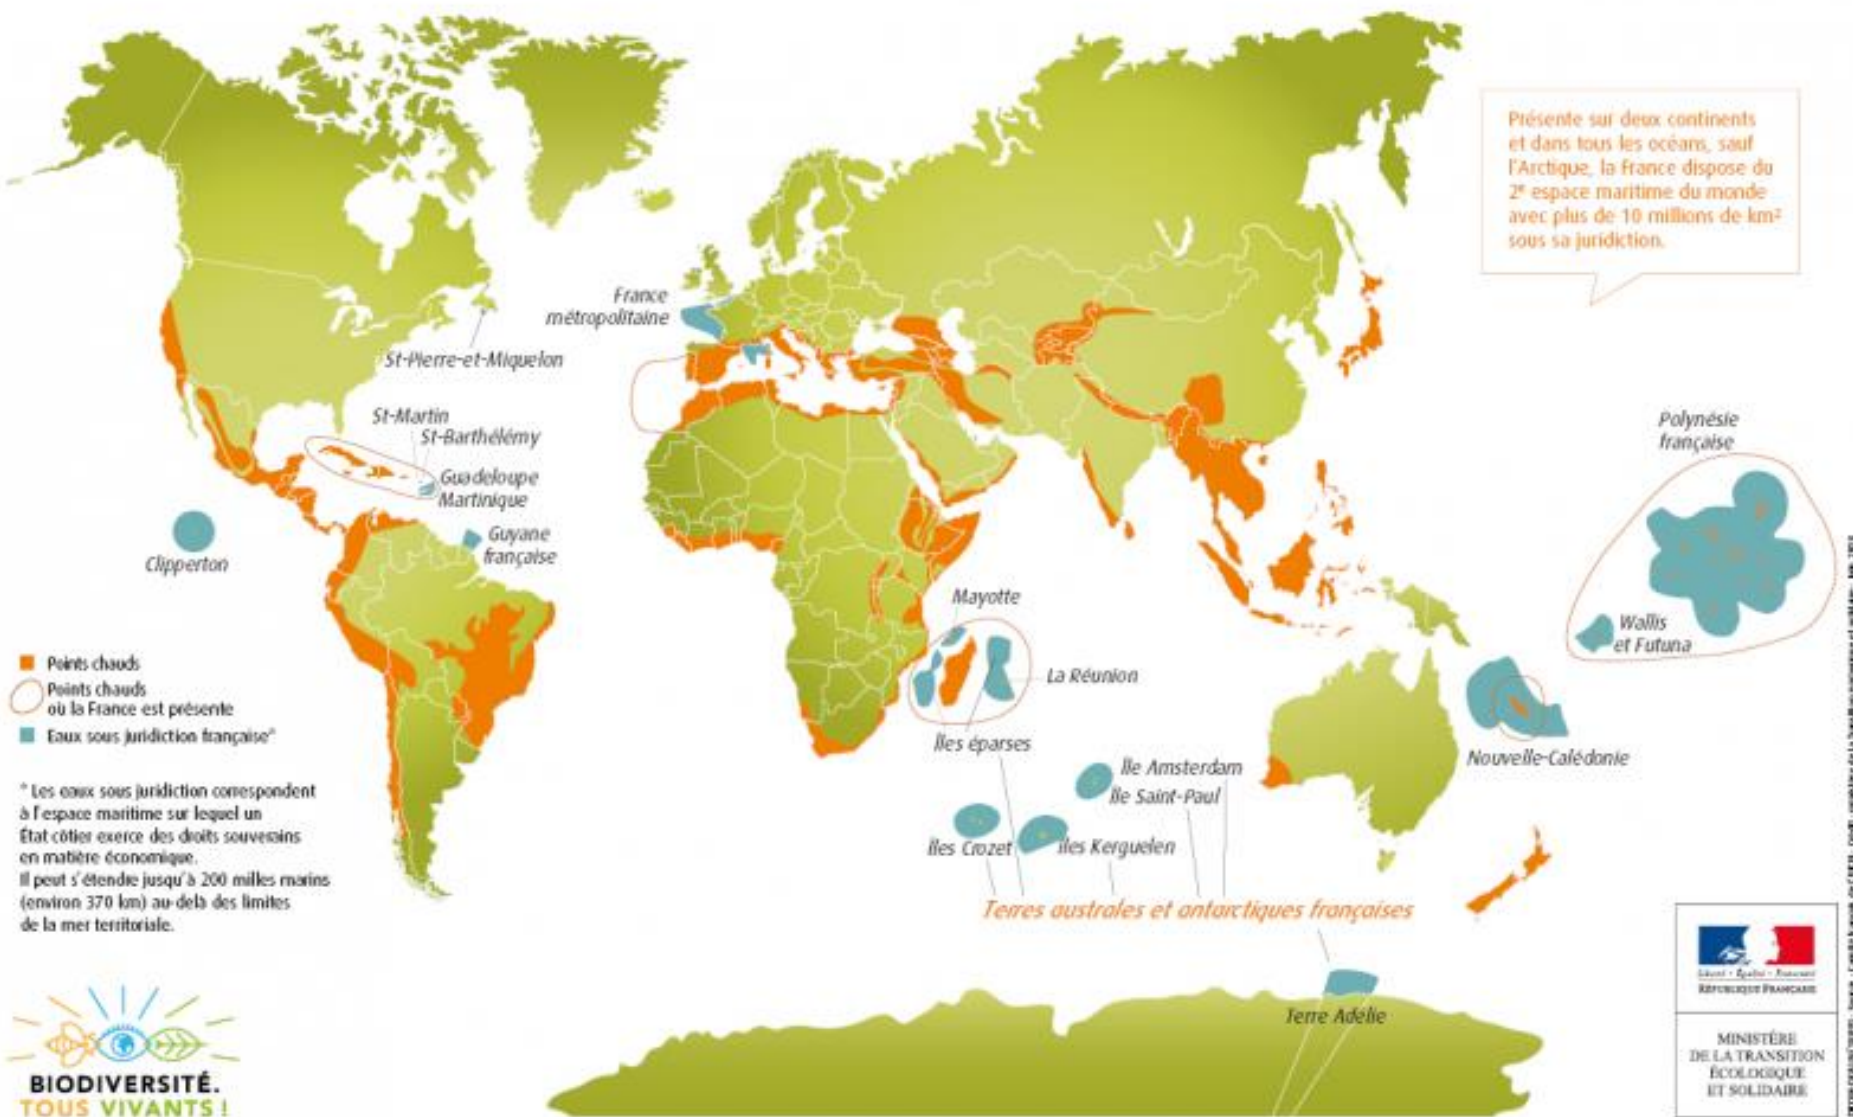 Présente sur deux continents
et dans tous les océans, sauf
l'Arctique, la France dispose du
2e espace maritime du monde
avec plus de 10 millions de km²
sous sa juridiction.
France
métropolitaine
St-Pierre-et-Miquelon
St-Martin
St-Barthélémy
Guadeloupe
Martinique
Clipperton
Guyane
française
Polynésie
française
Wallis
et Futuna
Mayotte
La Réunion
Îles éparses
Nouvelle-Calédonie
Île Amsterdam
Île Saint-Paul
Îles Crozet
Îles Kerguelen
Terres australes et antarctiques françaises
Terre Adélie
Points chauds
Points chauds
où la France est présente
Eaux sous juridiction française*
* Les eaux sous juridiction correspondent
à l'espace maritime sur lequel un
État côtier exerce des droits souverains
en matière économique.
Il peut s'étendre jusqu'à 200 milles marins
(environ 370 km) au-delà des limites
de la mer territoriale.
BIODIVERSITÉ.
TOUS VIVANTS !
Liberté • Égalité • Fraternité
RÉPUBLIQUE FRANÇAISE
MINISTÈRE
DE LA TRANSITION
ÉCOLOGIQUE
ET SOLIDAIRE